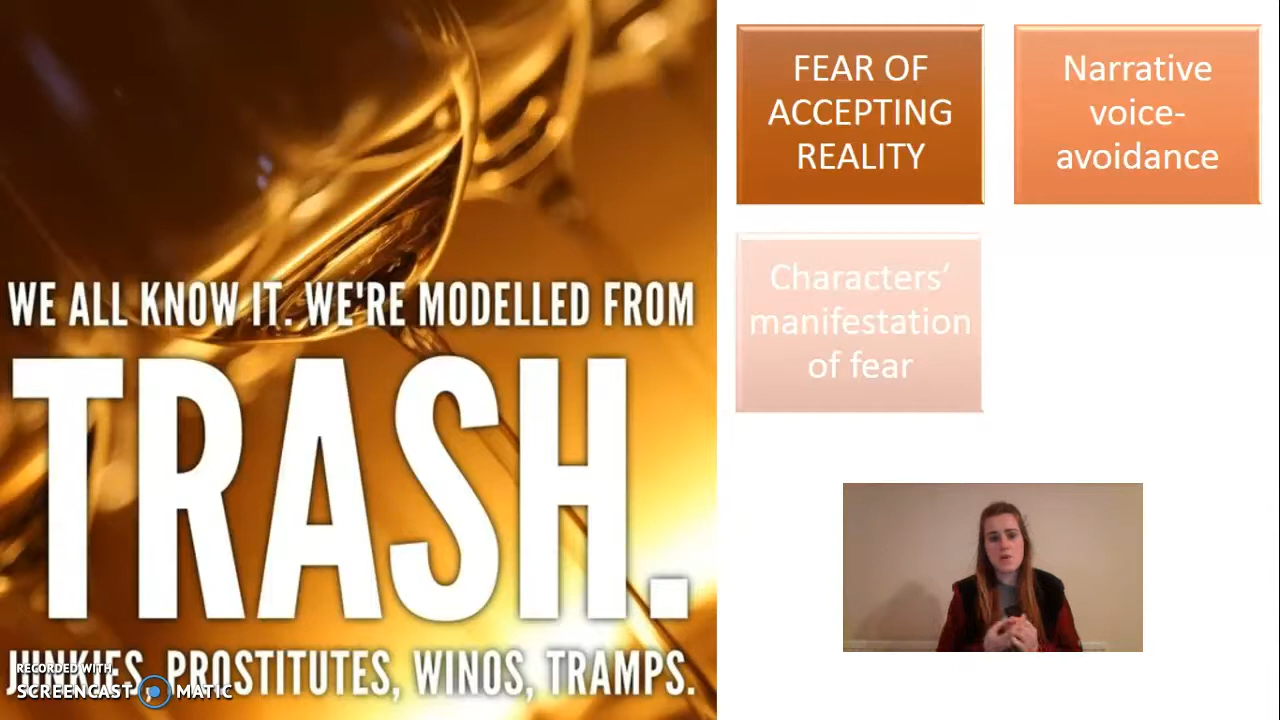 WE ALL KNOW IT. WE'RE MODELLED FROM
TRASH.
JUNKIES, PROSTITUTES, WINOS, TRAMPS.
RECORDED WITH
SCREENCAST MATIC
FEAR OF
ACCEPTING
REALITY
Narrative
voice-
avoidance
Characters’
manifestation
of fear